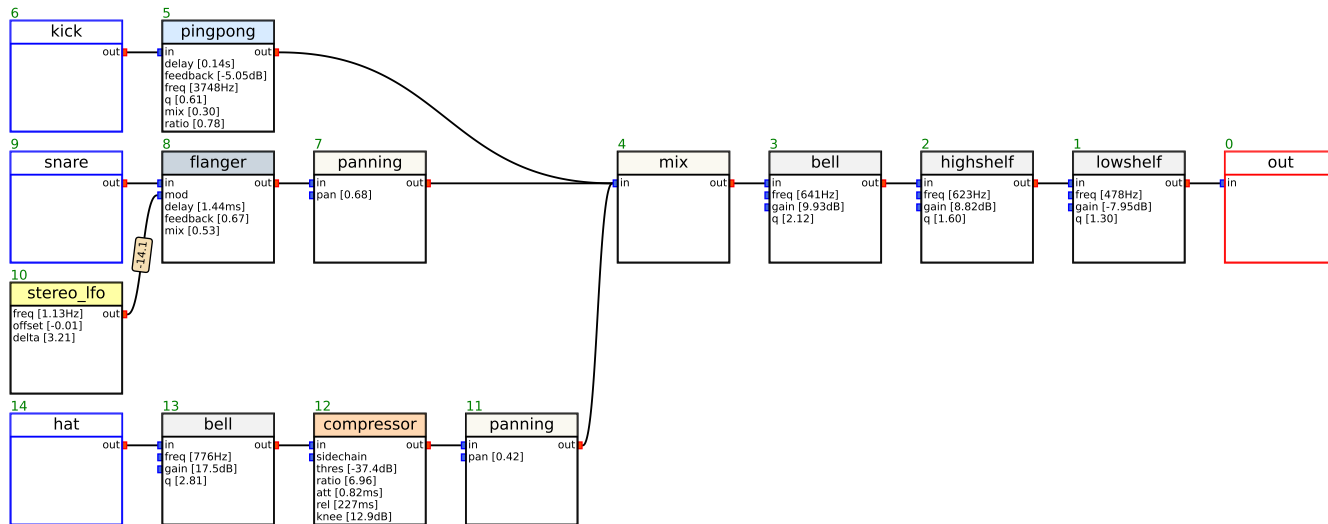 6
kick
out
5
pingpong
in out
delay [0.14s]
feedback [-5.05dB]
freq [3748Hz]
q [0.61]
mix [0.30]
ratio [0.78]
9
snare
out
8
flanger
in out
mod
delay [1.44ms]
feedback [0.67]
mix [0.53]
7
panning
in out
pan [0.68]
4
mix
in out
3
bell
in out
freq [641Hz]
gain [9.93dB]
q [2.12]
2
highshelf
in out
freq [623Hz]
gain [8.82dB]
q [1.60]
1
lowshelf
in out
freq [478Hz]
gain [-7.95dB]
q [1.30]
0
out
in
-14.1
10
stereo_lfo
freq [1.13Hz] out
offset [-0.01]
delta [3.21]
14
hat
out
13
bell
in out
freq [776Hz]
gain [17.5dB]
q [2.81]
12
compressor
in out
sidechain
thres [-37.4dB]
ratio [6.96]
att [0.82ms]
rel [227ms]
knee [12.9dB]
11
panning
in out
pan [0.42]